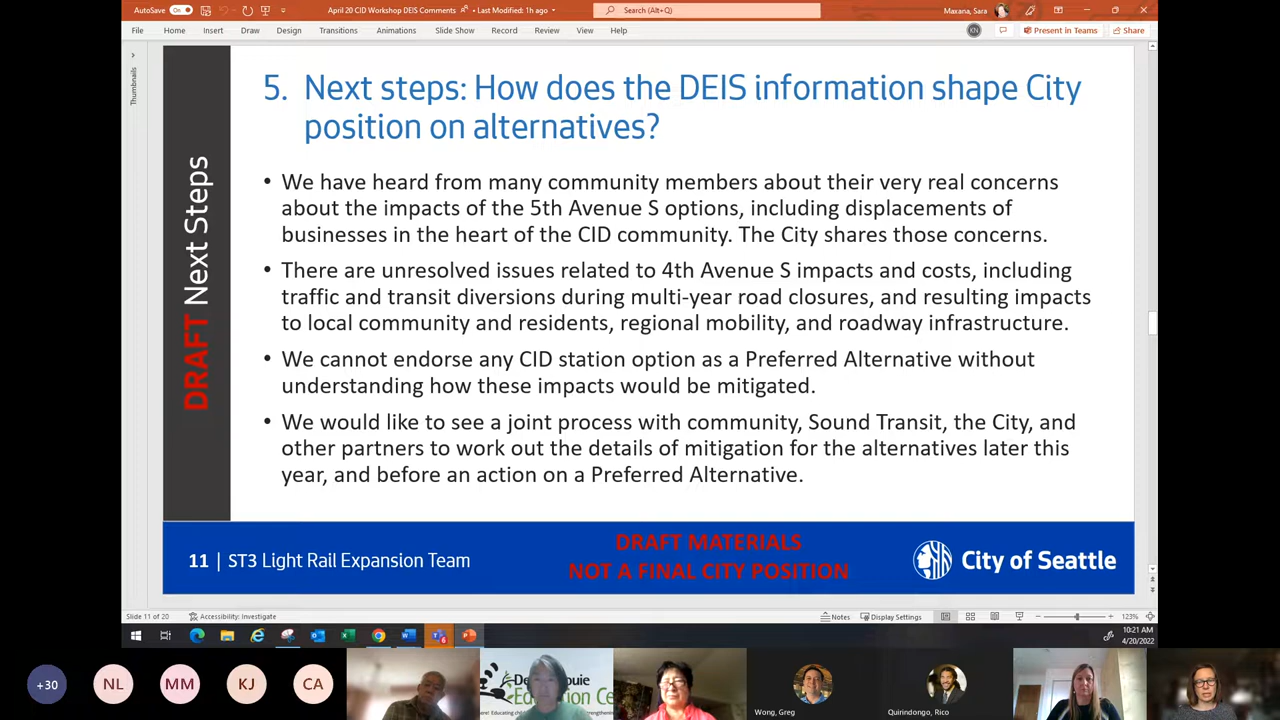 AutoSave
On
April 20 CID Workshop DEIS Comments
• Last Modified: 1h ago
Search (Alt+Q)
Maxana, Sara
File
Home
Insert
Draw
Design
Transitions
Animations
Slide Show
Record
Review
View
Help
KN
Present in Teams
Share
Thumbnails
DRAFT Next Steps
5. Next steps: How does the DEIS information shape City
position on alternatives?
• We have heard from many community members about their very real concerns
about the impacts of the 5th Avenue S options, including displacements of
businesses in the heart of the CID community. The City shares those concerns.
• There are unresolved issues related to 4th Avenue S impacts and costs, including
traffic and transit diversions during multi-year road closures, and resulting impacts
to local community and residents, regional mobility, and roadway infrastructure.
• We cannot endorse any CID station option as a Preferred Alternative without
understanding how these impacts would be mitigated.
• We would like to see a joint process with community, Sound Transit, the City, and
other partners to work out the details of mitigation for the alternatives later this
year, and before an action on a Preferred Alternative.
11 | ST3 Light Rail Expansion Team
DRAFT MATERIALS
NOT A FINAL CITY POSITION
City of Seattle
Slide 11 of 20
Accessibility: Investigate
Notes
Display Settings
123%
10:21 AM
4/20/2022
+30
NL
MM
KJ
CA
Education Ce
Wong, Greg
Quirindongo, Rico